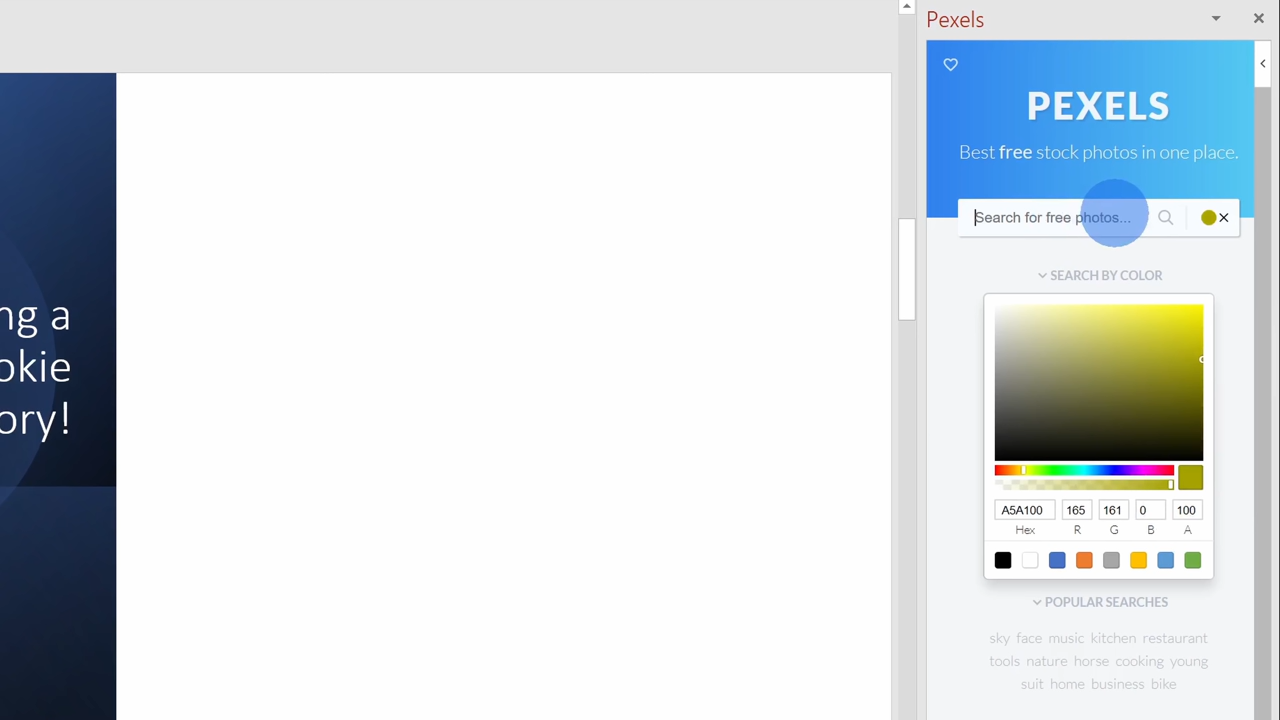 ng a
okie
ory!
Pexels
PEXELS
Best free stock photos in one place.
Search for free photos...
SEARCH BY COLOR
A5A100 165 161 0 100
Hex R G B A
POPULAR SEARCHES
sky face music kitchen restaurant
tools nature horse cooking young
suit home business bike